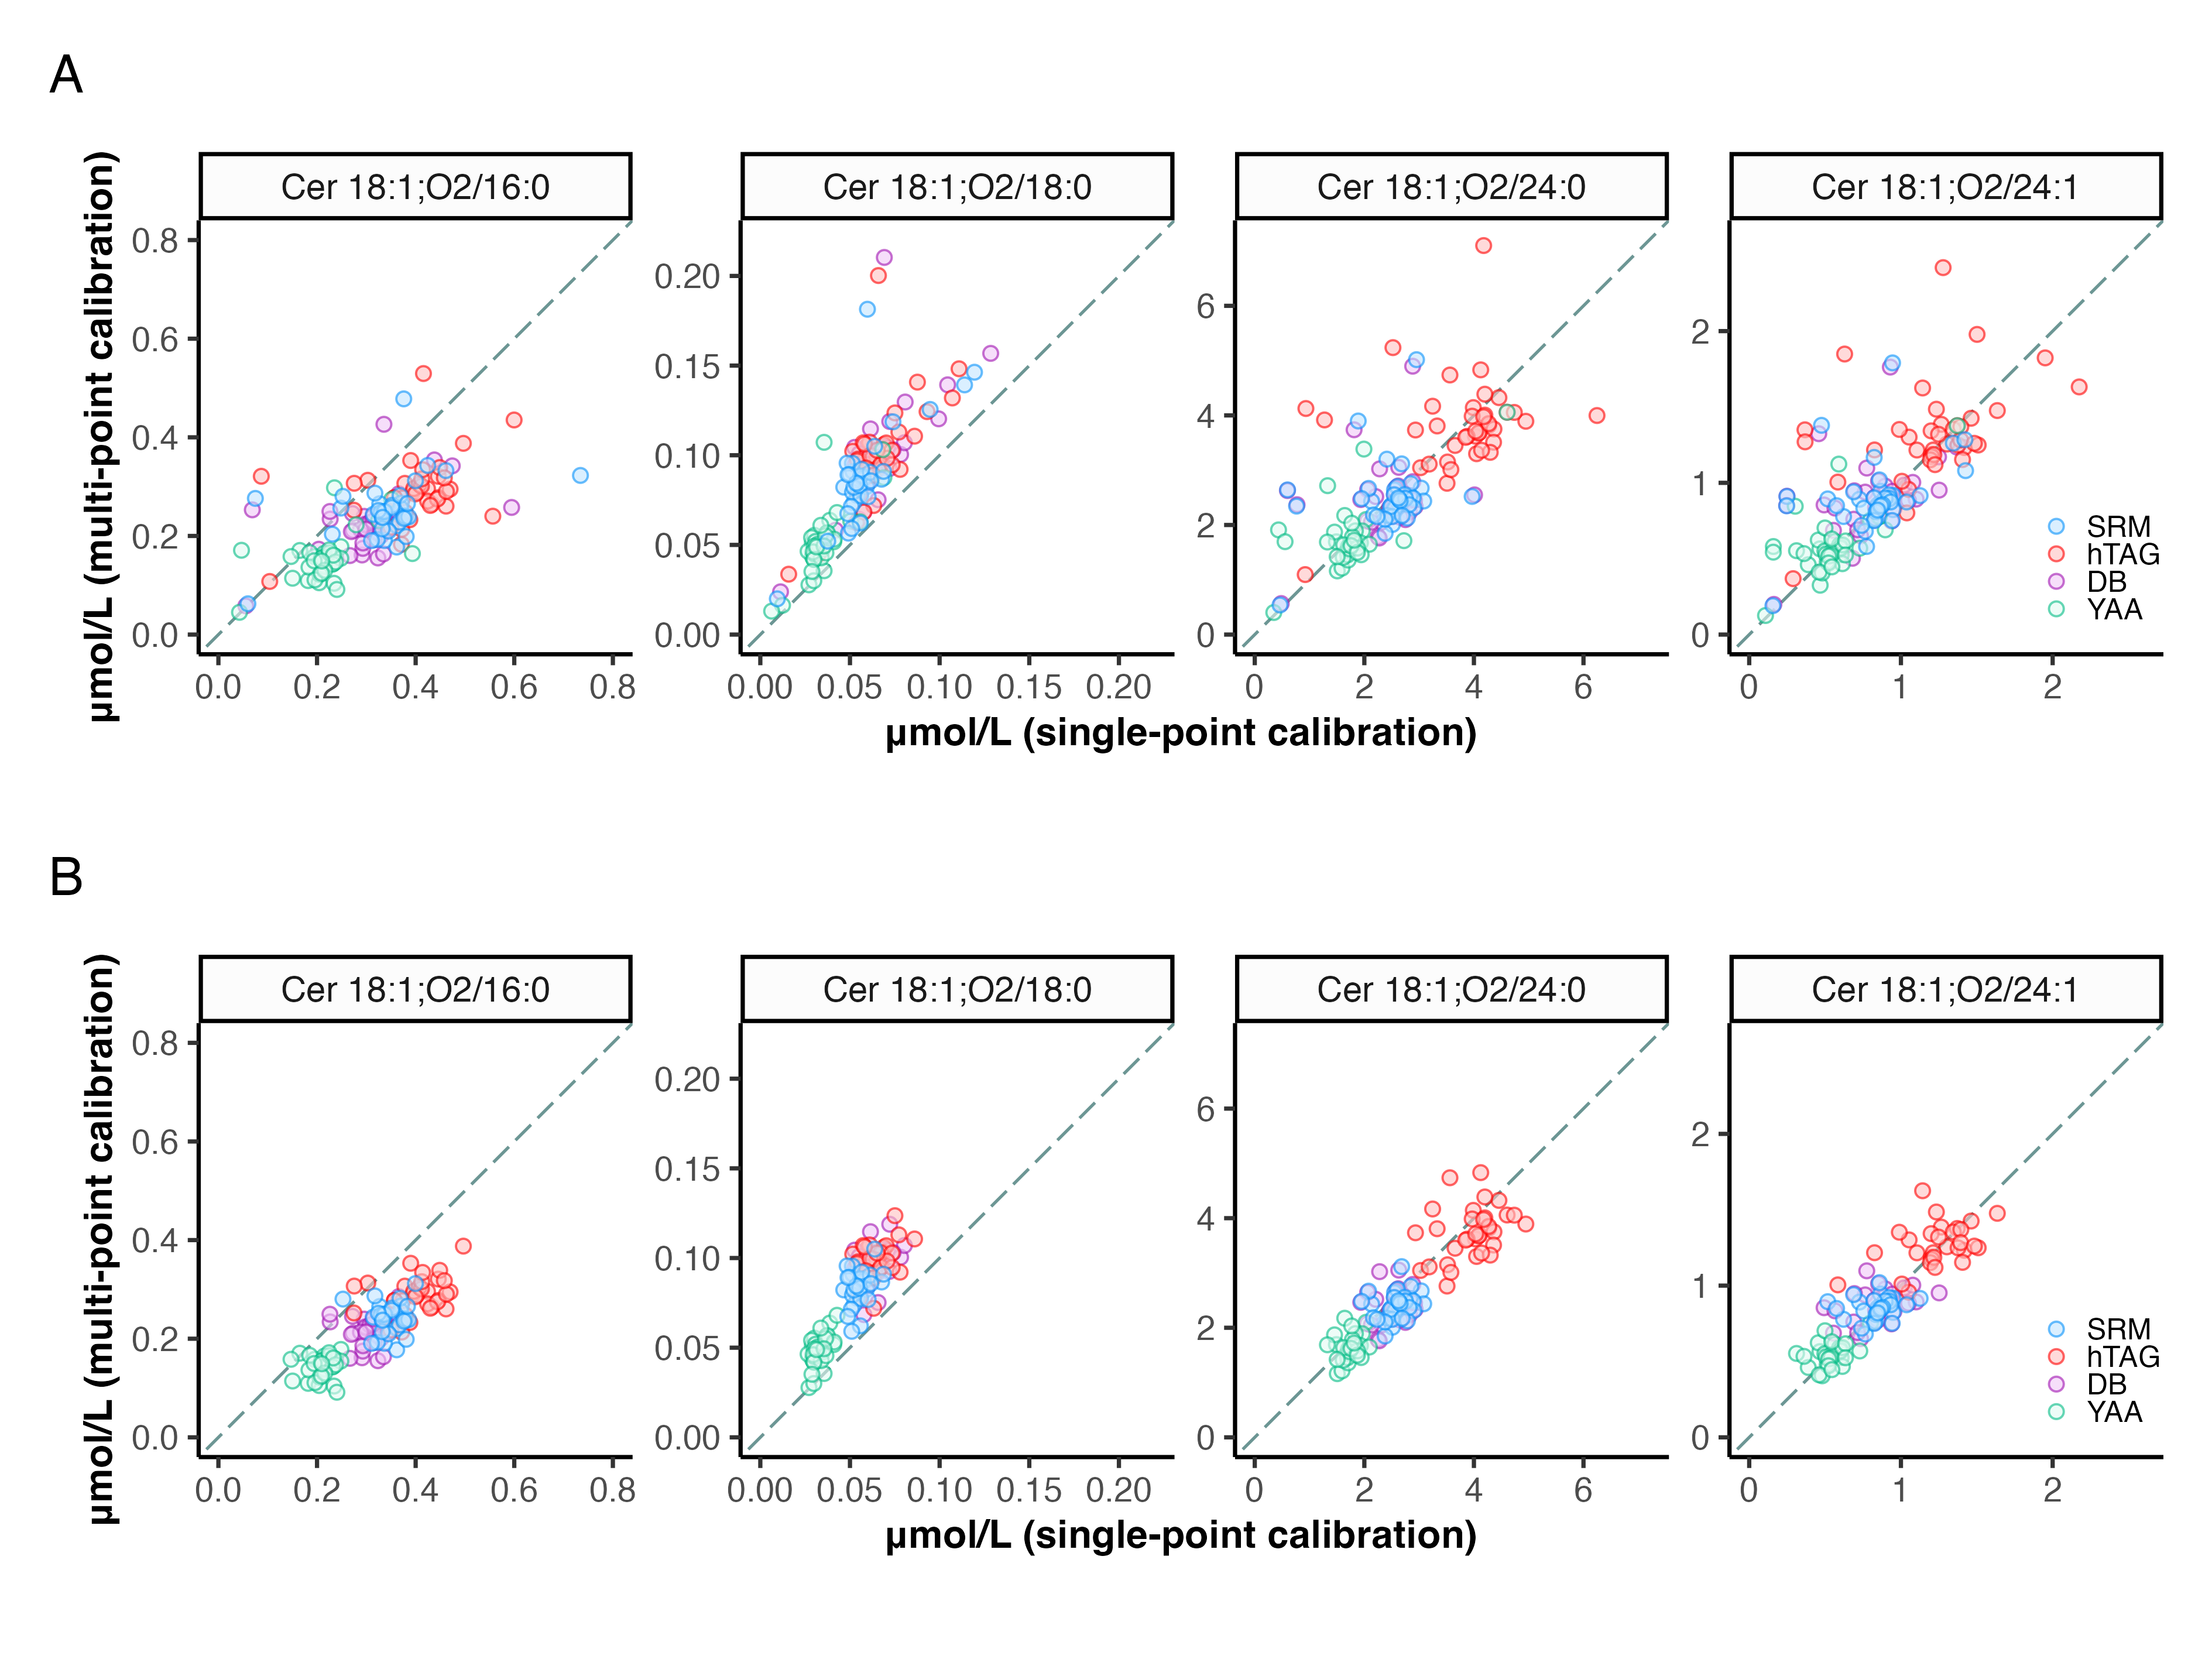 A
Cer 18:1;O2/16:0
Cer 18:1;O2/18:0
Cer 18:1;O2/24:0
Cer 18:1;O2/24:1
µmol/L (multi-point calibration)
0.8
0.6
0.4
0.2
0.0
0.0 0.2 0.4 0.6 0.8
0.20
0.15
0.10
0.05
0.00
0.00 0.05 0.10 0.15 0.20
6
4
2
0
0 2 4 6
2
1
0
0 1 2
SRM
hTAG
DB
YAA
µmol/L (single-point calibration)
B
Cer 18:1;O2/16:0
Cer 18:1;O2/18:0
Cer 18:1;O2/24:0
Cer 18:1;O2/24:1
µmol/L (multi-point calibration)
0.8
0.6
0.4
0.2
0.0
0.0 0.2 0.4 0.6 0.8
0.20
0.15
0.10
0.05
0.00
0.00 0.05 0.10 0.15 0.20
6
4
2
0
0 2 4 6
2
1
0
0 1 2
SRM
hTAG
DB
YAA
µmol/L (single-point calibration)